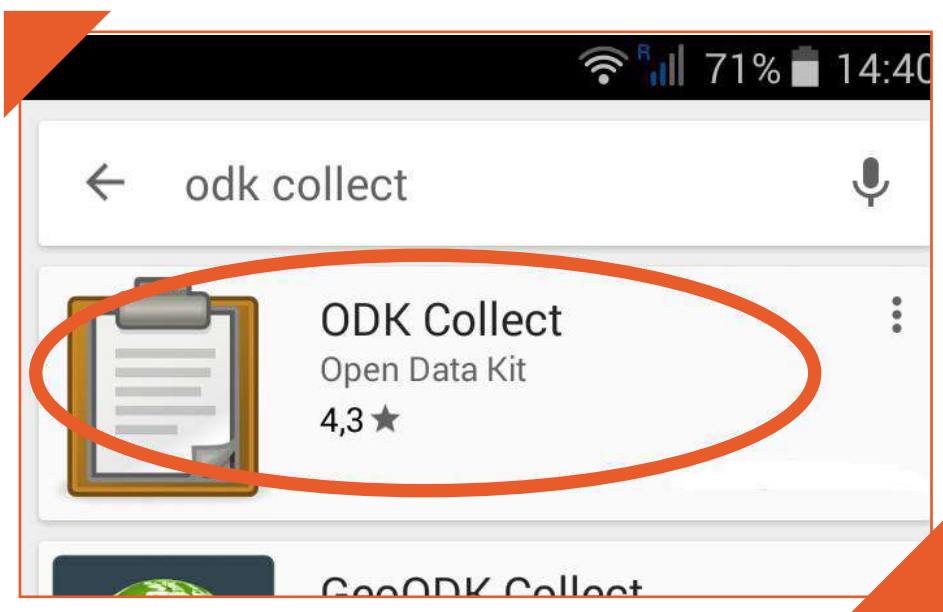 R 71% 14:40
odk collect
ODK Collect
Open Data Kit
4,3 ★
GeoODK Collect